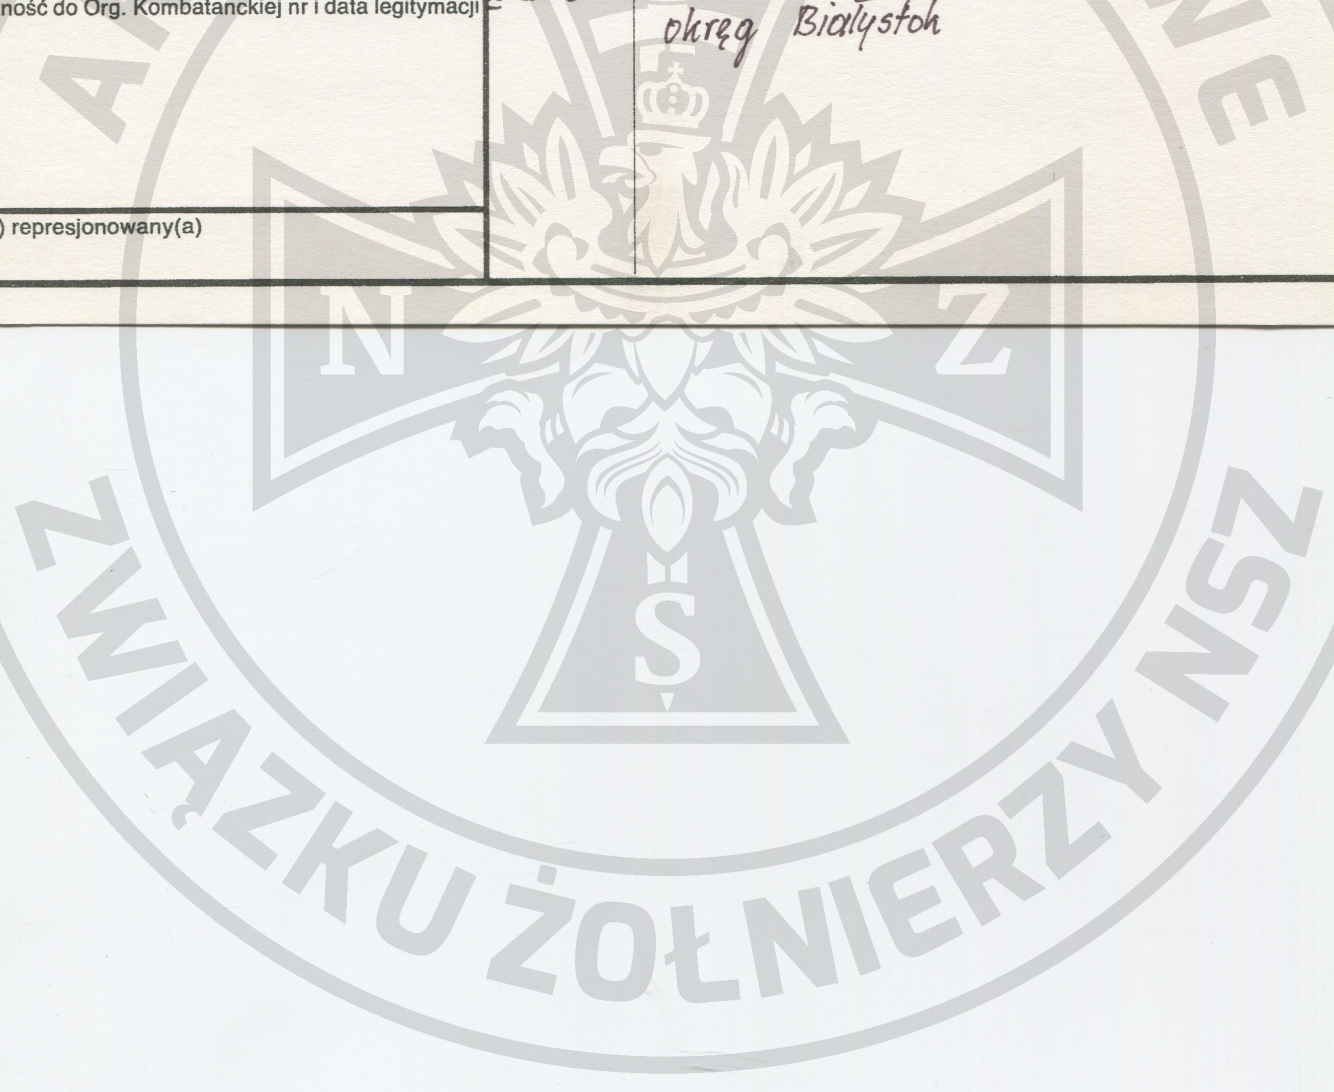 ność do Org. Kombatanckiej nr i data legitymacji
okręg Białystok
) represjonowany(a)
N Z
S
ZWIĄZKU ŻOŁNIERZY NSZ